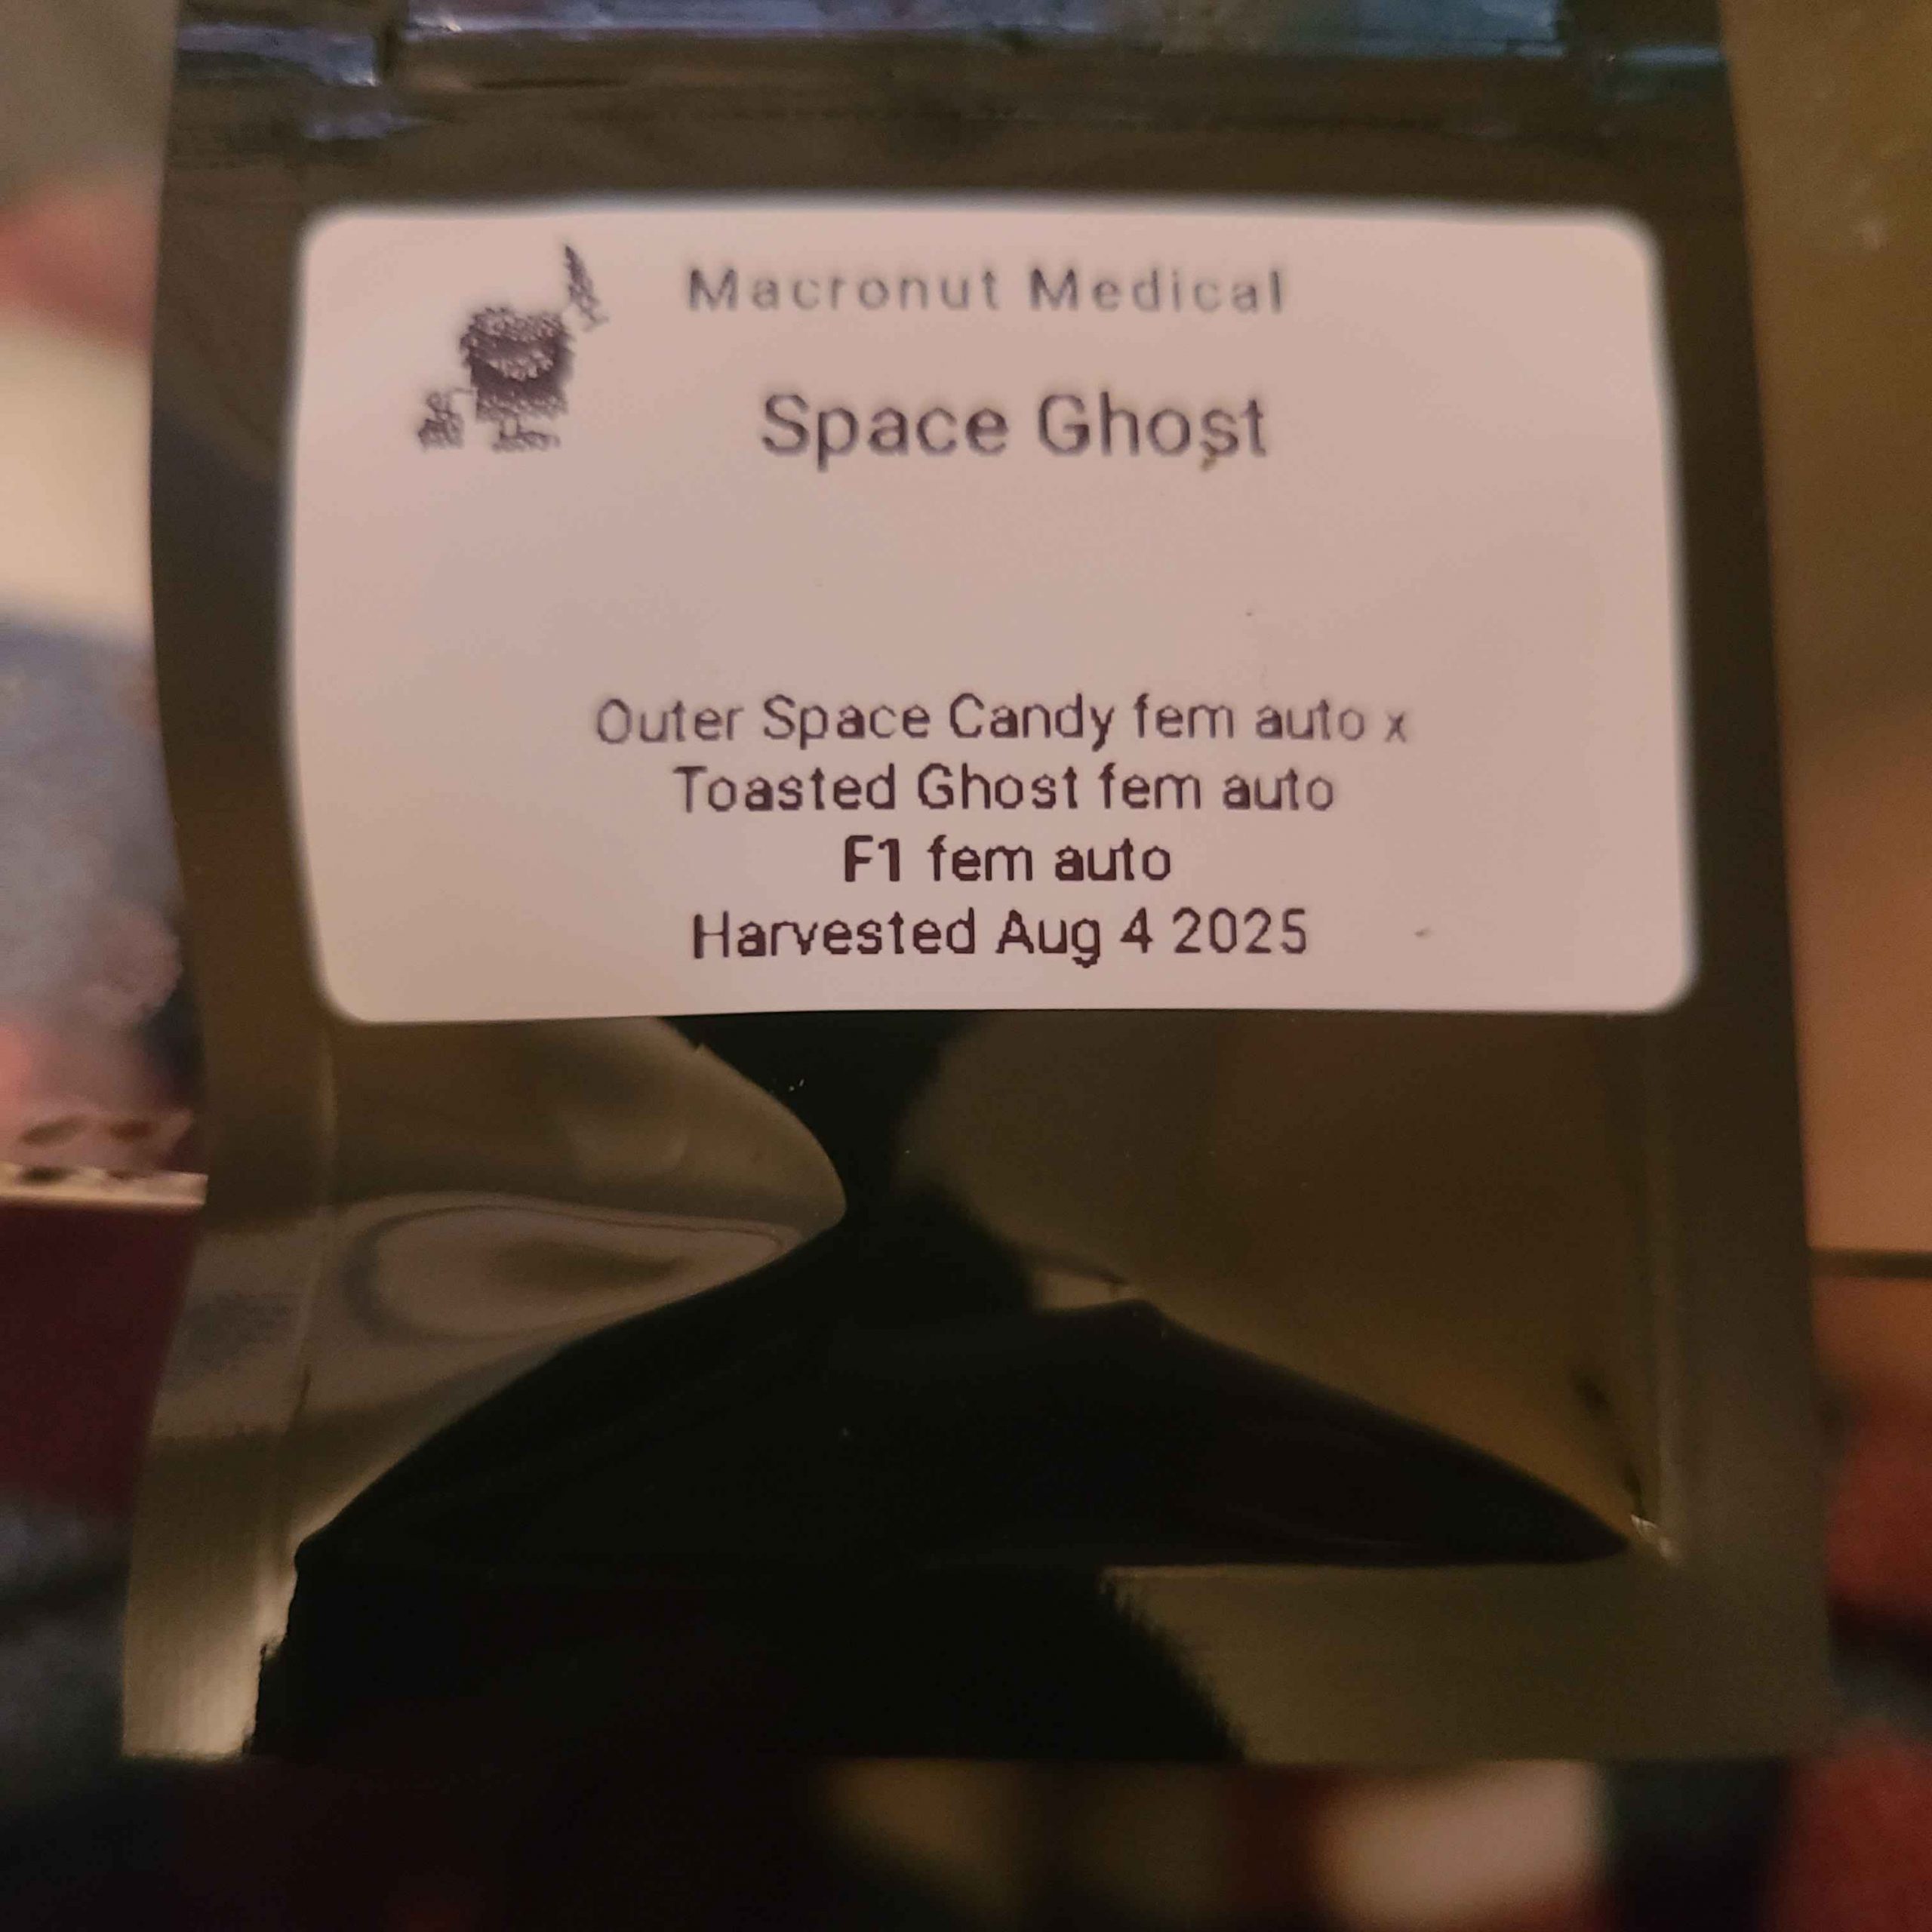 Macronut Medical
Space Ghost
Outer Space Candy fem auto x
Toasted Ghost fem auto
F1 fem auto
Harvested Aug 4 2025